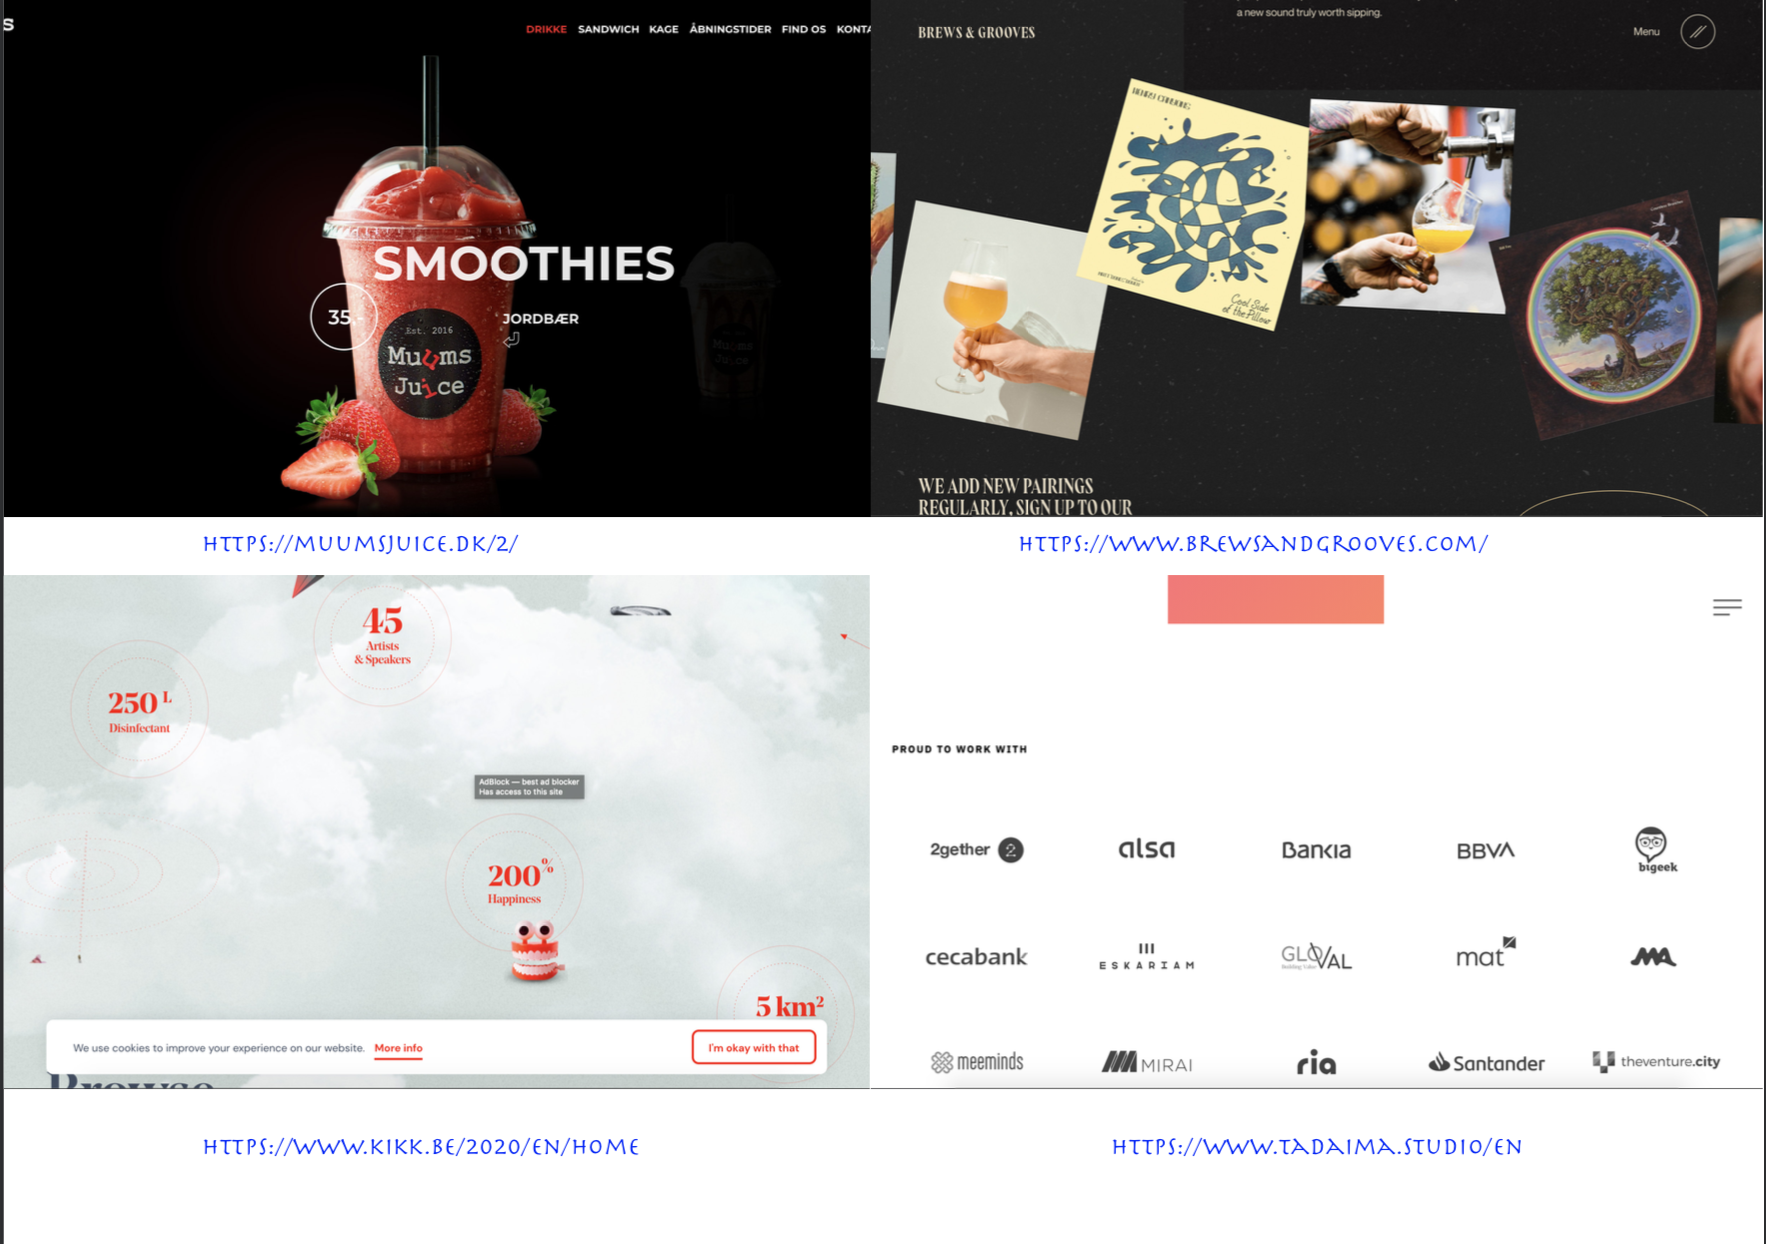 S
DRIKKE SANDWICH KAGE ÅBNINGSTIDER FIND OS KONTA
SMOOTHIES
35,-
JORDBÆR
Est. 2016
Muums
Juice
a new sound truly worth sipping.
BREWS & GROOVES
Menu
Cool Side
of the Pillow
WE ADD NEW PAIRINGS
REGULARLY, SIGN UP TO OUR
HTTPS://MUUMSJUICE.DK/2/
HTTPS://WWW.BREWSANDGROOVES.COM/
45
Artists
& Speakers
250 L
Disinfectant
AdBlock — best ad blocker
Has access to this site
200%
Happiness
5 km²
We use cookies to improve your experience on our website. More info
I'm okay with that
Browse
PROUD TO WORK WITH
2gether 2
alsa
Bankia
BBVA
bigeek
cecabank
ESKARIAM
GLOVAL
Building Value
mat
meeminds
MIRAI
ria
Santander
theventure.city
HTTPS://WWW.KIKK.BE/2020/EN/HOME
HTTPS://WWW.TADAIMA.STUDIO/EN